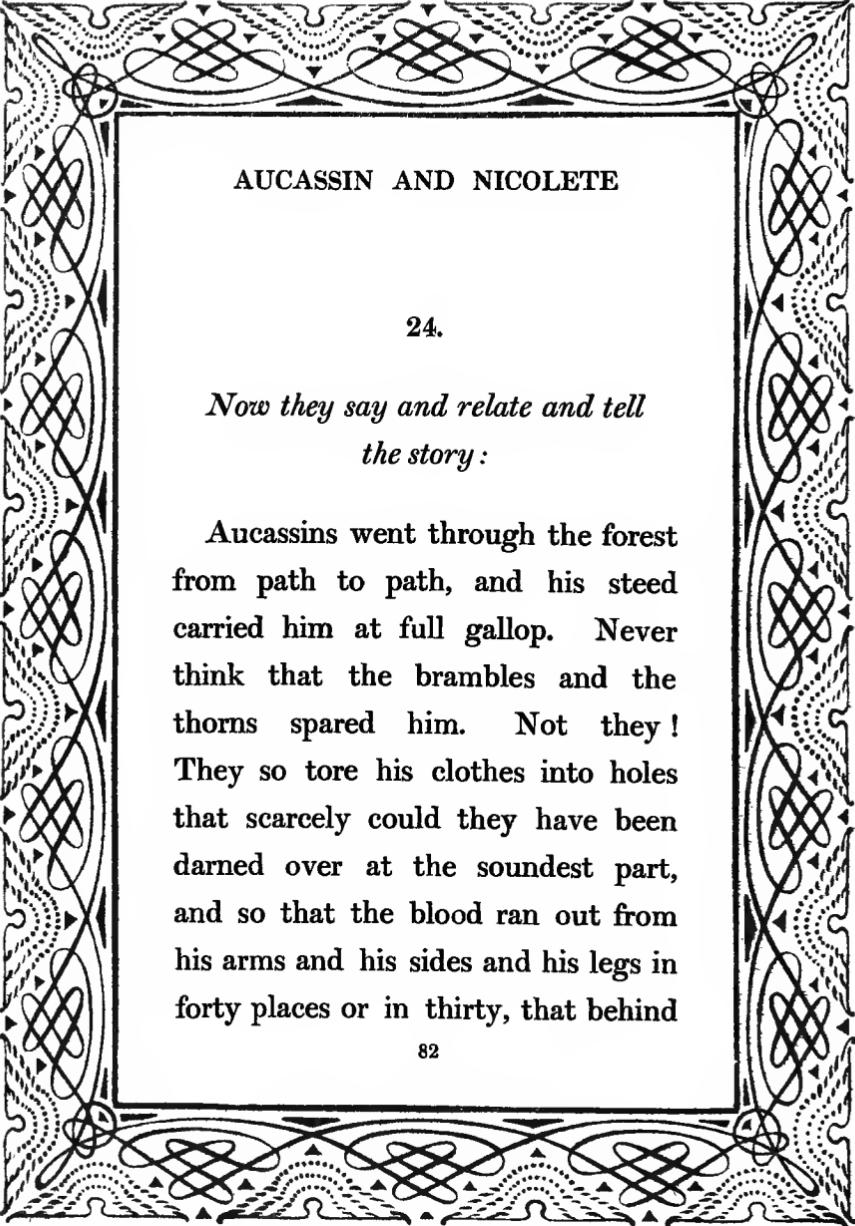 AUCASSIN AND NICOLETE
24.
Now they say and relate and tell
the story :
Aucassins went through the forest
from path to path, and his steed
carried him at full gallop. Never
think that the brambles and the
thorns spared him. Not they !
They so tore his clothes into holes
that scarcely could they have been
darned over at the soundest part,
and so that the blood ran out from
his arms and his sides and his legs in
forty places or in thirty, that behind
82